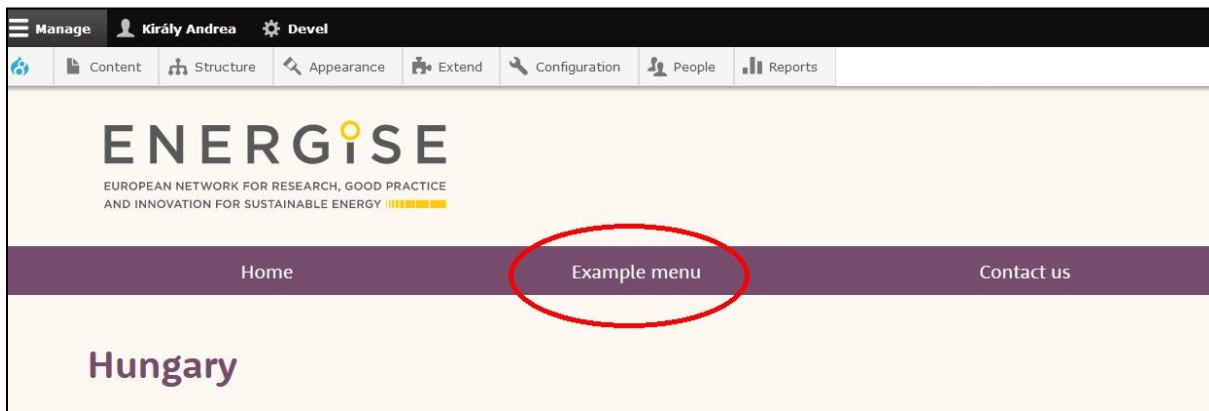 Manage Király Andrea Devel
Content Structure Appearance Extend Configuration People Reports
ENERGISE
EUROPEAN NETWORK FOR RESEARCH, GOOD PRACTICE
AND INNOVATION FOR SUSTAINABLE ENERGY
Home Example menu Contact us
Hungary